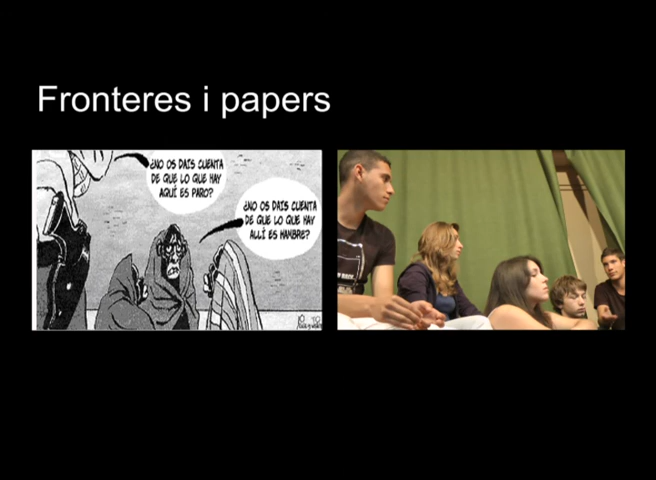 Fronteres i papers
¿NO OS DAIS CUENTA
DE QUE LO QUE HAY
AQUÍ ES PARO?
¿NO OS DAIS CUENTA
DE QUE LO QUE HAY
ALLÍ ES HAMBRE?